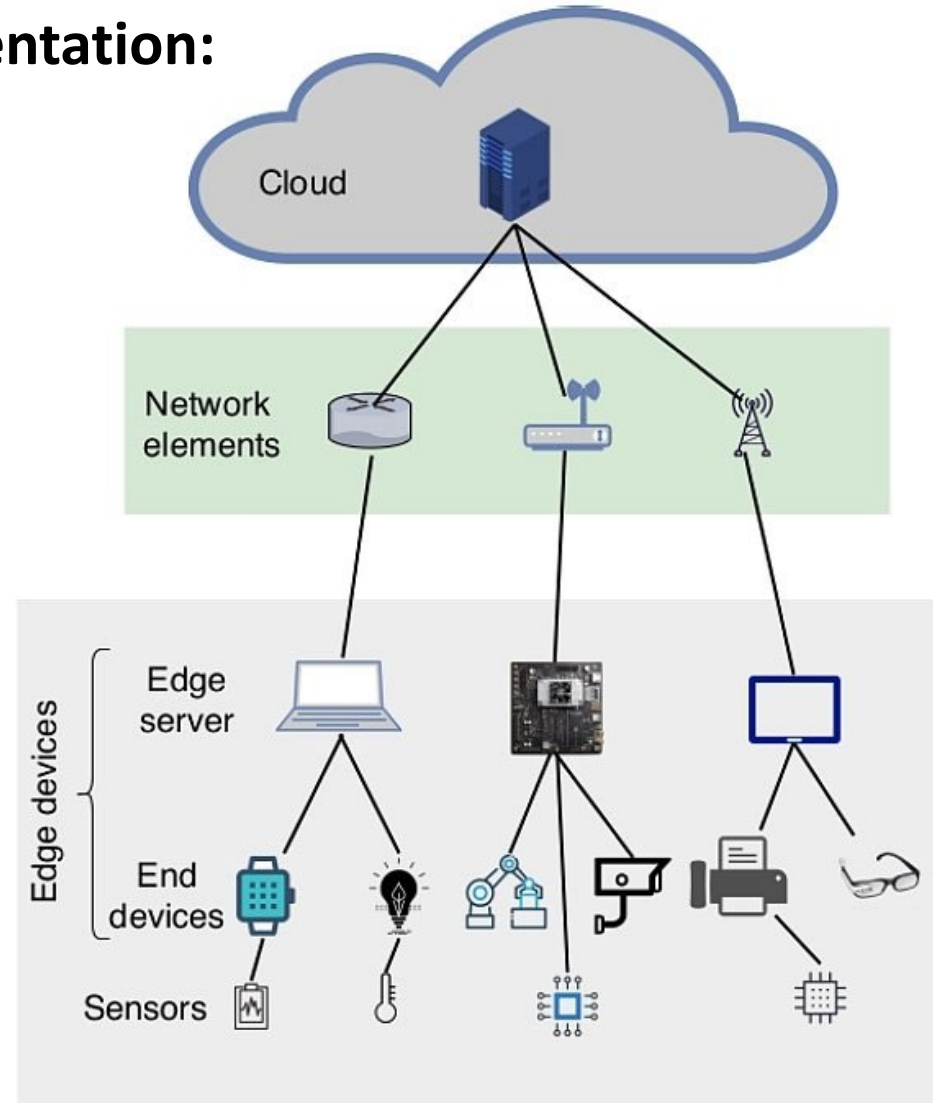 entation:
Cloud
Network
elements
Edge devices
Edge
server
End
devices
Sensors